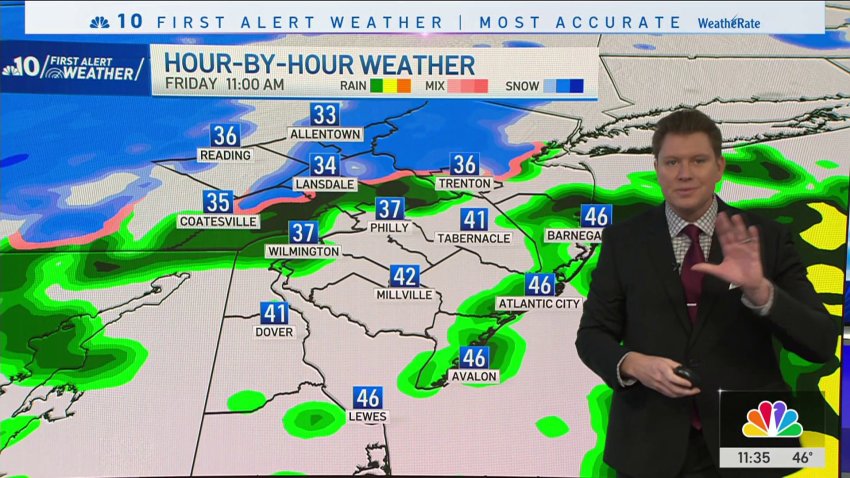 10 FIRST ALERT WEATHER | MOST ACCURATE WeatheRate
10 FIRST ALERT WEATHER
HOUR-BY-HOUR WEATHER
FRIDAY 11:00 AM RAIN MIX SNOW
33
ALLENTOWN
36
READING
34
LANSDALE
36
TRENTON
35
COATESVILLE
37
PHILLY
37
WILMINGTON
41
TABERNACLE
46
BARNEGA
42
MILLVILLE
46
ATLANTIC CITY
41
DOVER
46
AVALON
46
LEWES
11:35 46°